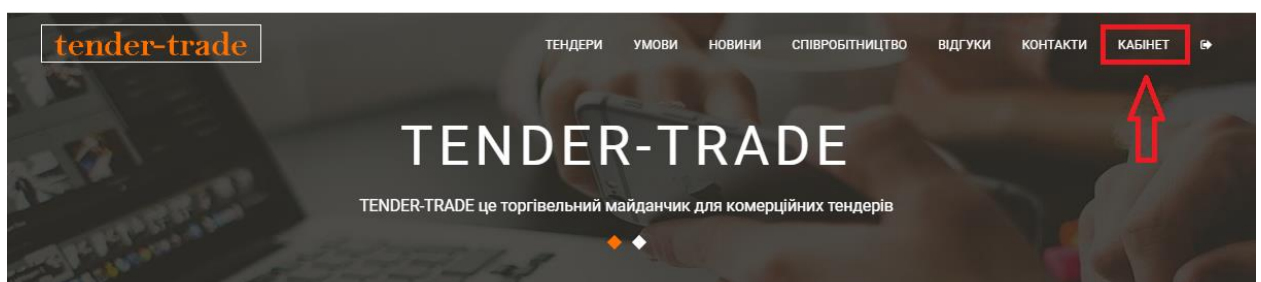 tender-trade
ТЕНДЕРИ УМОВИ НОВИНИ СПІВРОБІТНИЦТВО ВІДГУКИ КОНТАКТИ КАБІНЕТ
TENDER-TRADE
TENDER-TRADE це торгівельний майданчик для комерційних тендерів